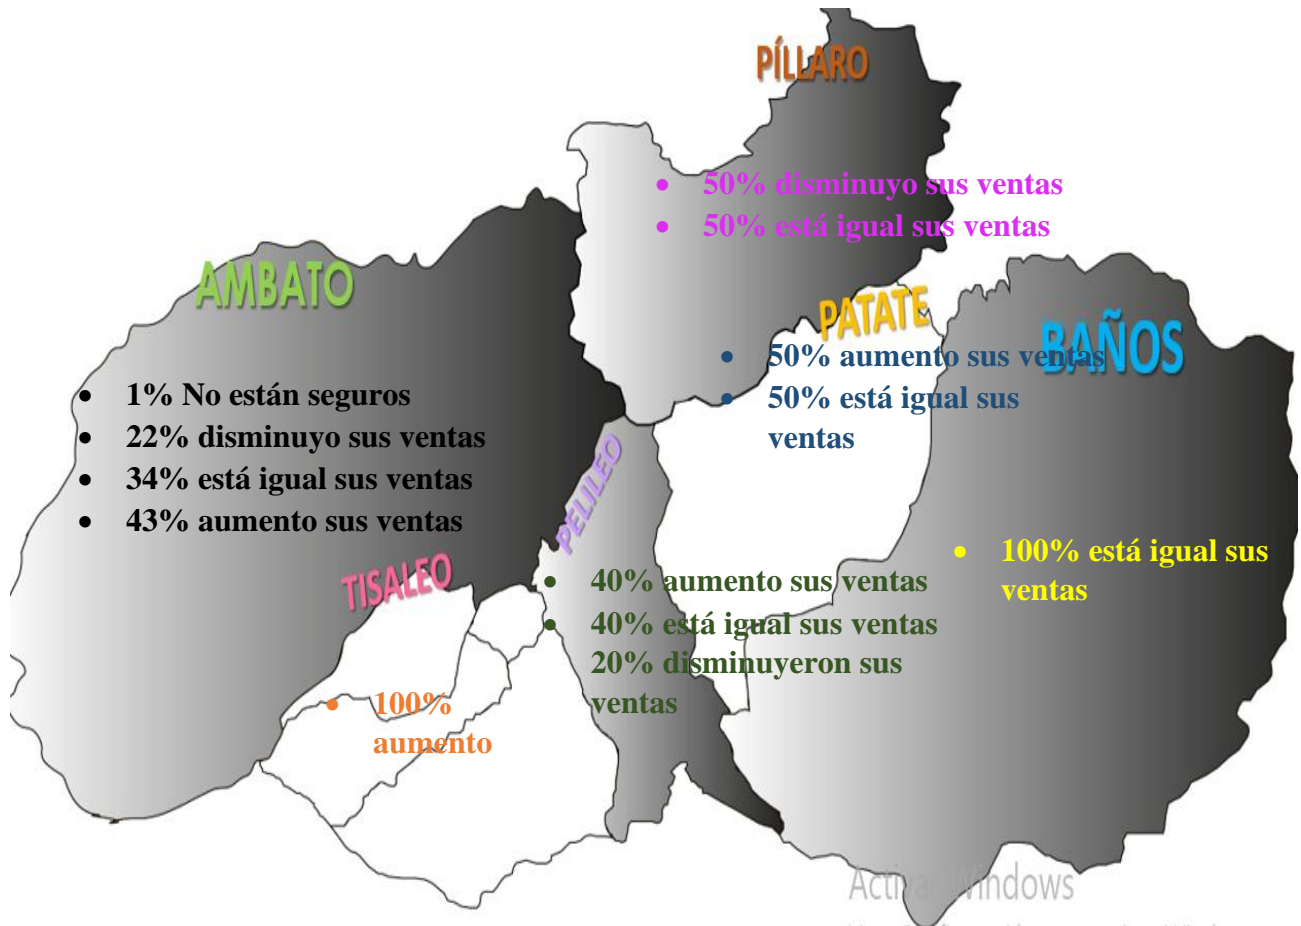 PÍLLARO
• 50% disminuyo sus ventas
• 50% está igual sus ventas
AMBATO
• 1% No están seguros
• 22% disminuyo sus ventas
• 34% está igual sus ventas
• 43% aumento sus ventas
PATATE
• 50% aumento sus ventas
• 50% está igual sus
ventas
BAÑOS
• 100% está igual sus
ventas
PELILEO
• 40% aumento sus ventas
• 40% está igual sus ventas
20% disminuyeron sus
ventas
TISALEO
• 100%
aumento
Activar Windows